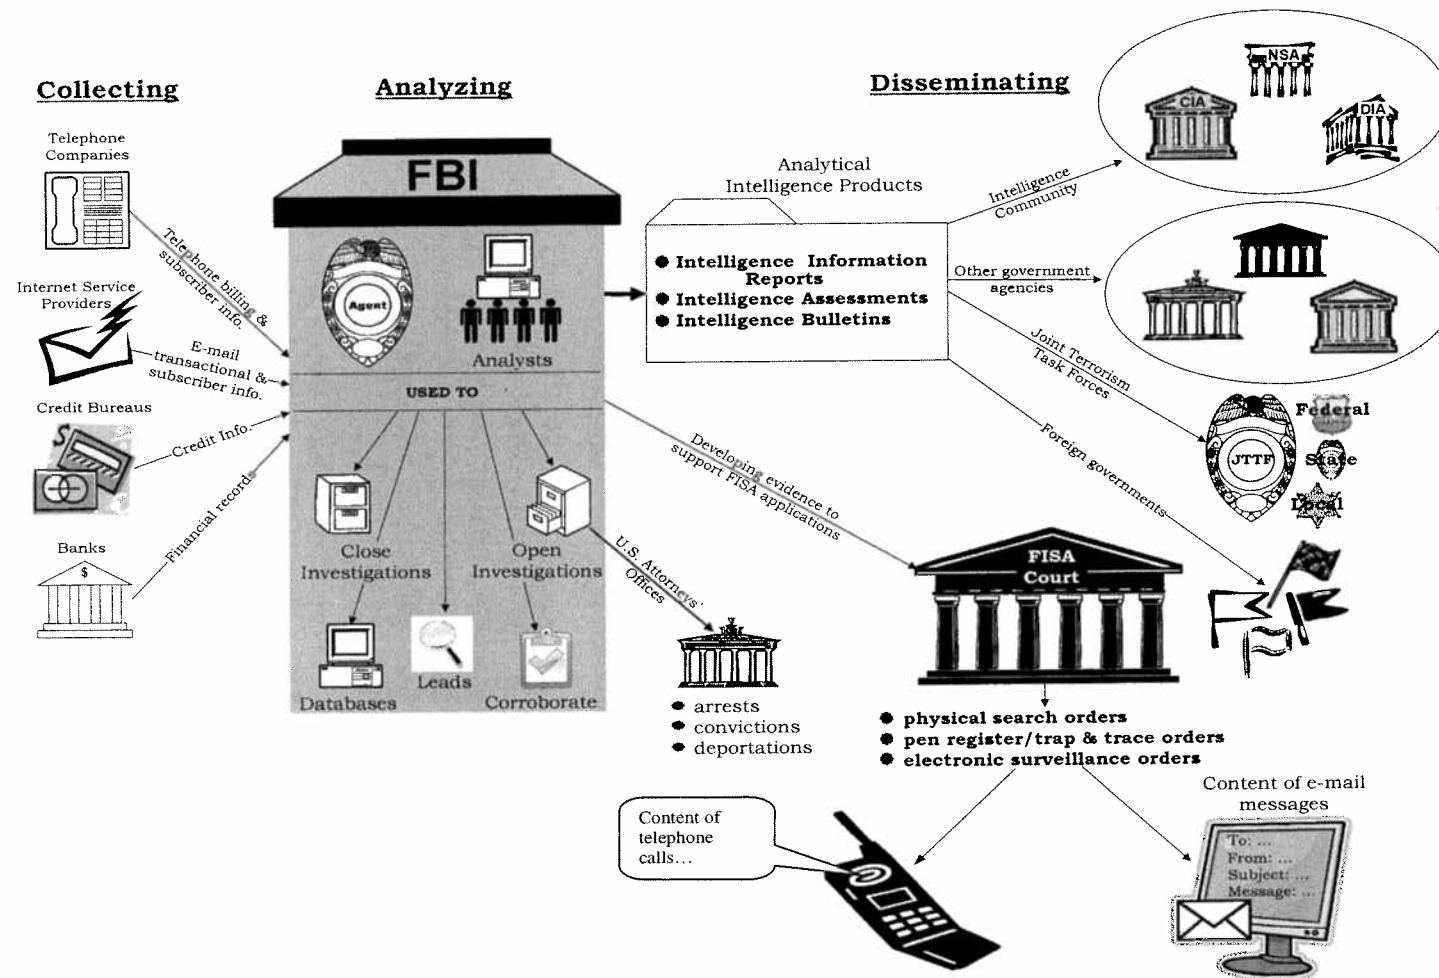 Collecting
Telephone
Companies
Telephone billing &
subscriber info.
Internet Service
Providers
E-mail
transactional &
subscriber info.
Credit Bureaus
$
Credit Info.
Banks
$
Financial records
Analyzing
FBI
Agent
Analysts
USED TO
Close
Investigations
Open
Investigations
Databases
Leads
Corroborate
U.S. Attorneys'
Offices
arrests
convictions
deportations
Disseminating
Analytical
Intelligence Products
Intelligence Information
Reports
Intelligence Assessments
Intelligence Bulletins
Intelligence
Community
NSA
CIA
DIA
Other government
agencies
Joint Terrorism
Task Forces
JTTF
Federal
State
Local
Foreign governments
Developing evidence to
support FISA applications
FISA
Court
physical search orders
pen register/trap & trace orders
electronic surveillance orders
Content of
telephone
calls...
Content of e-mail
messages
To: ...
From: ...
Subject: ...
Message: ...